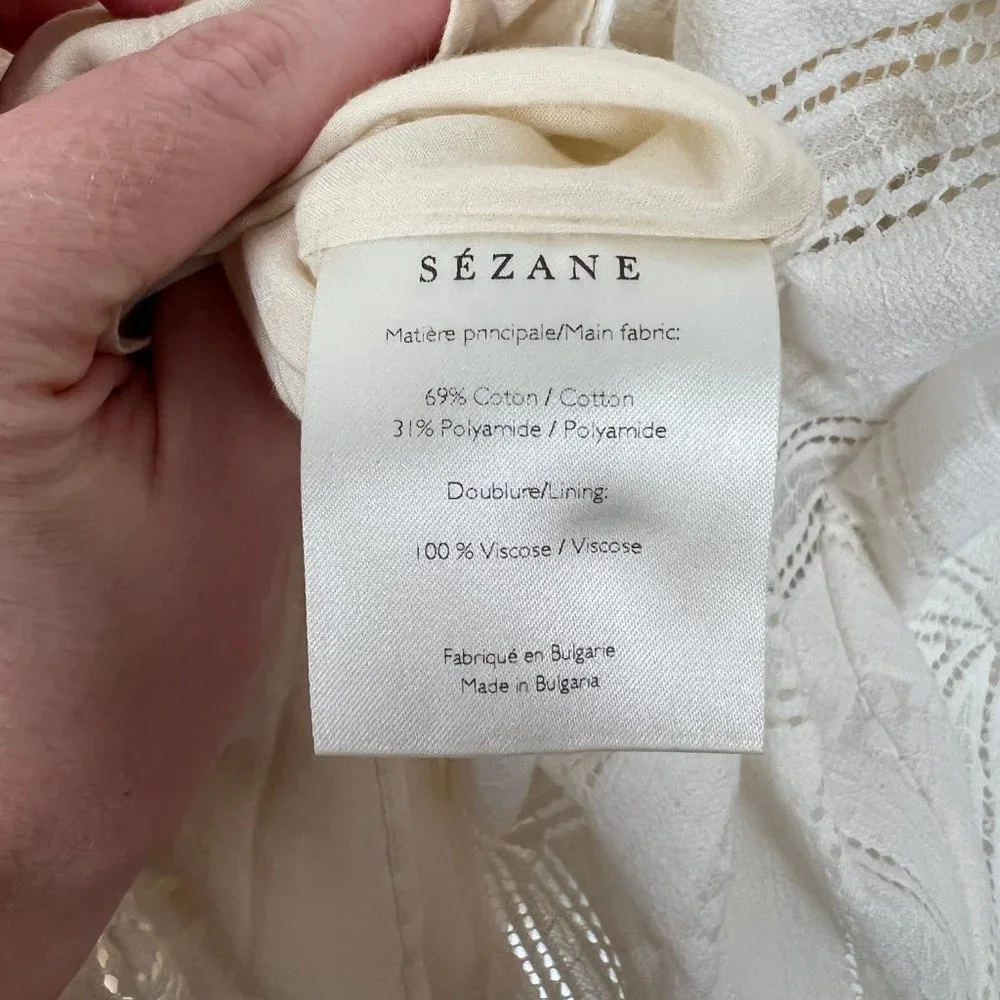 SÉZANE
Matière principale/Main fabric:
69% Coton / Cotton
31% Polyamide / Polyamide
Doublure/Lining:
100 % Viscose / Viscose
Fabriqué en Bulgarie
Made in Bulgaria